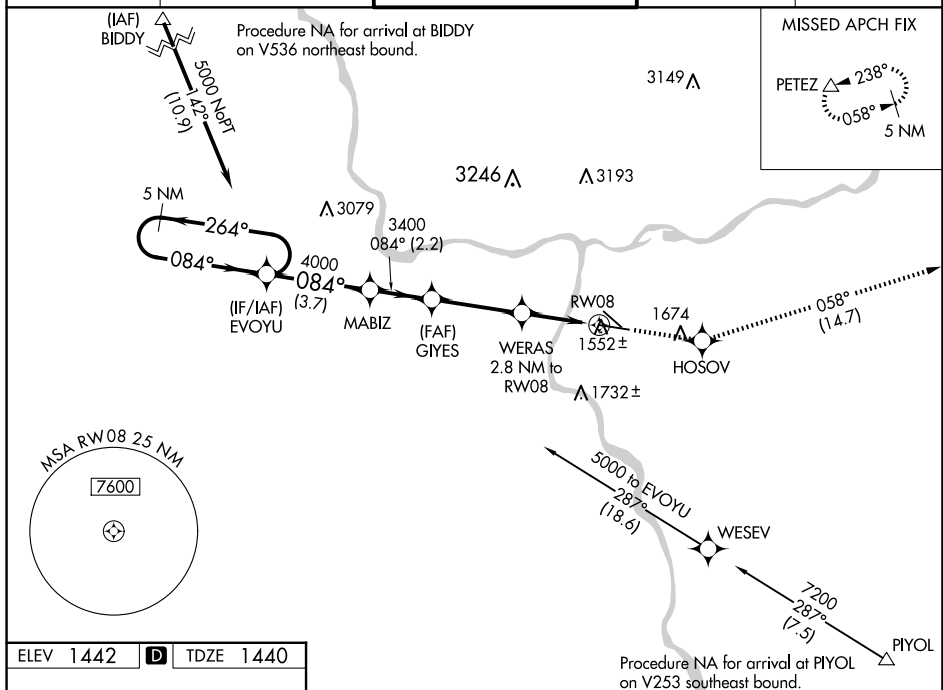 (IAF)
BIDDY
Procedure NA for arrival at BIDDY
on V536 northeast bound.
MISSED APCH FIX
PETEZ
238°
058°
5 NM
5000 NoPT
142°
(10.9)
3149
3246
3193
3079
5 NM
264°
084°
3400
084° (2.2)
4000
084°
(3.7)
(IF/IAF)
EVOYU
MABIZ
(FAF)
GIYES
WERAS
2.8 NM to
RW08
RW08
1552±
1674
HOSOV
058°
(14.7)
1732±
MSA RW08 25 NM
7600
5000 to EVOYU
287°
(18.6)
WESEV
7200
287°
(7.5)
PIYOL
Procedure NA for arrival at PIYOL
on V253 southeast bound.
ELEV 1442 D TDZE 1440